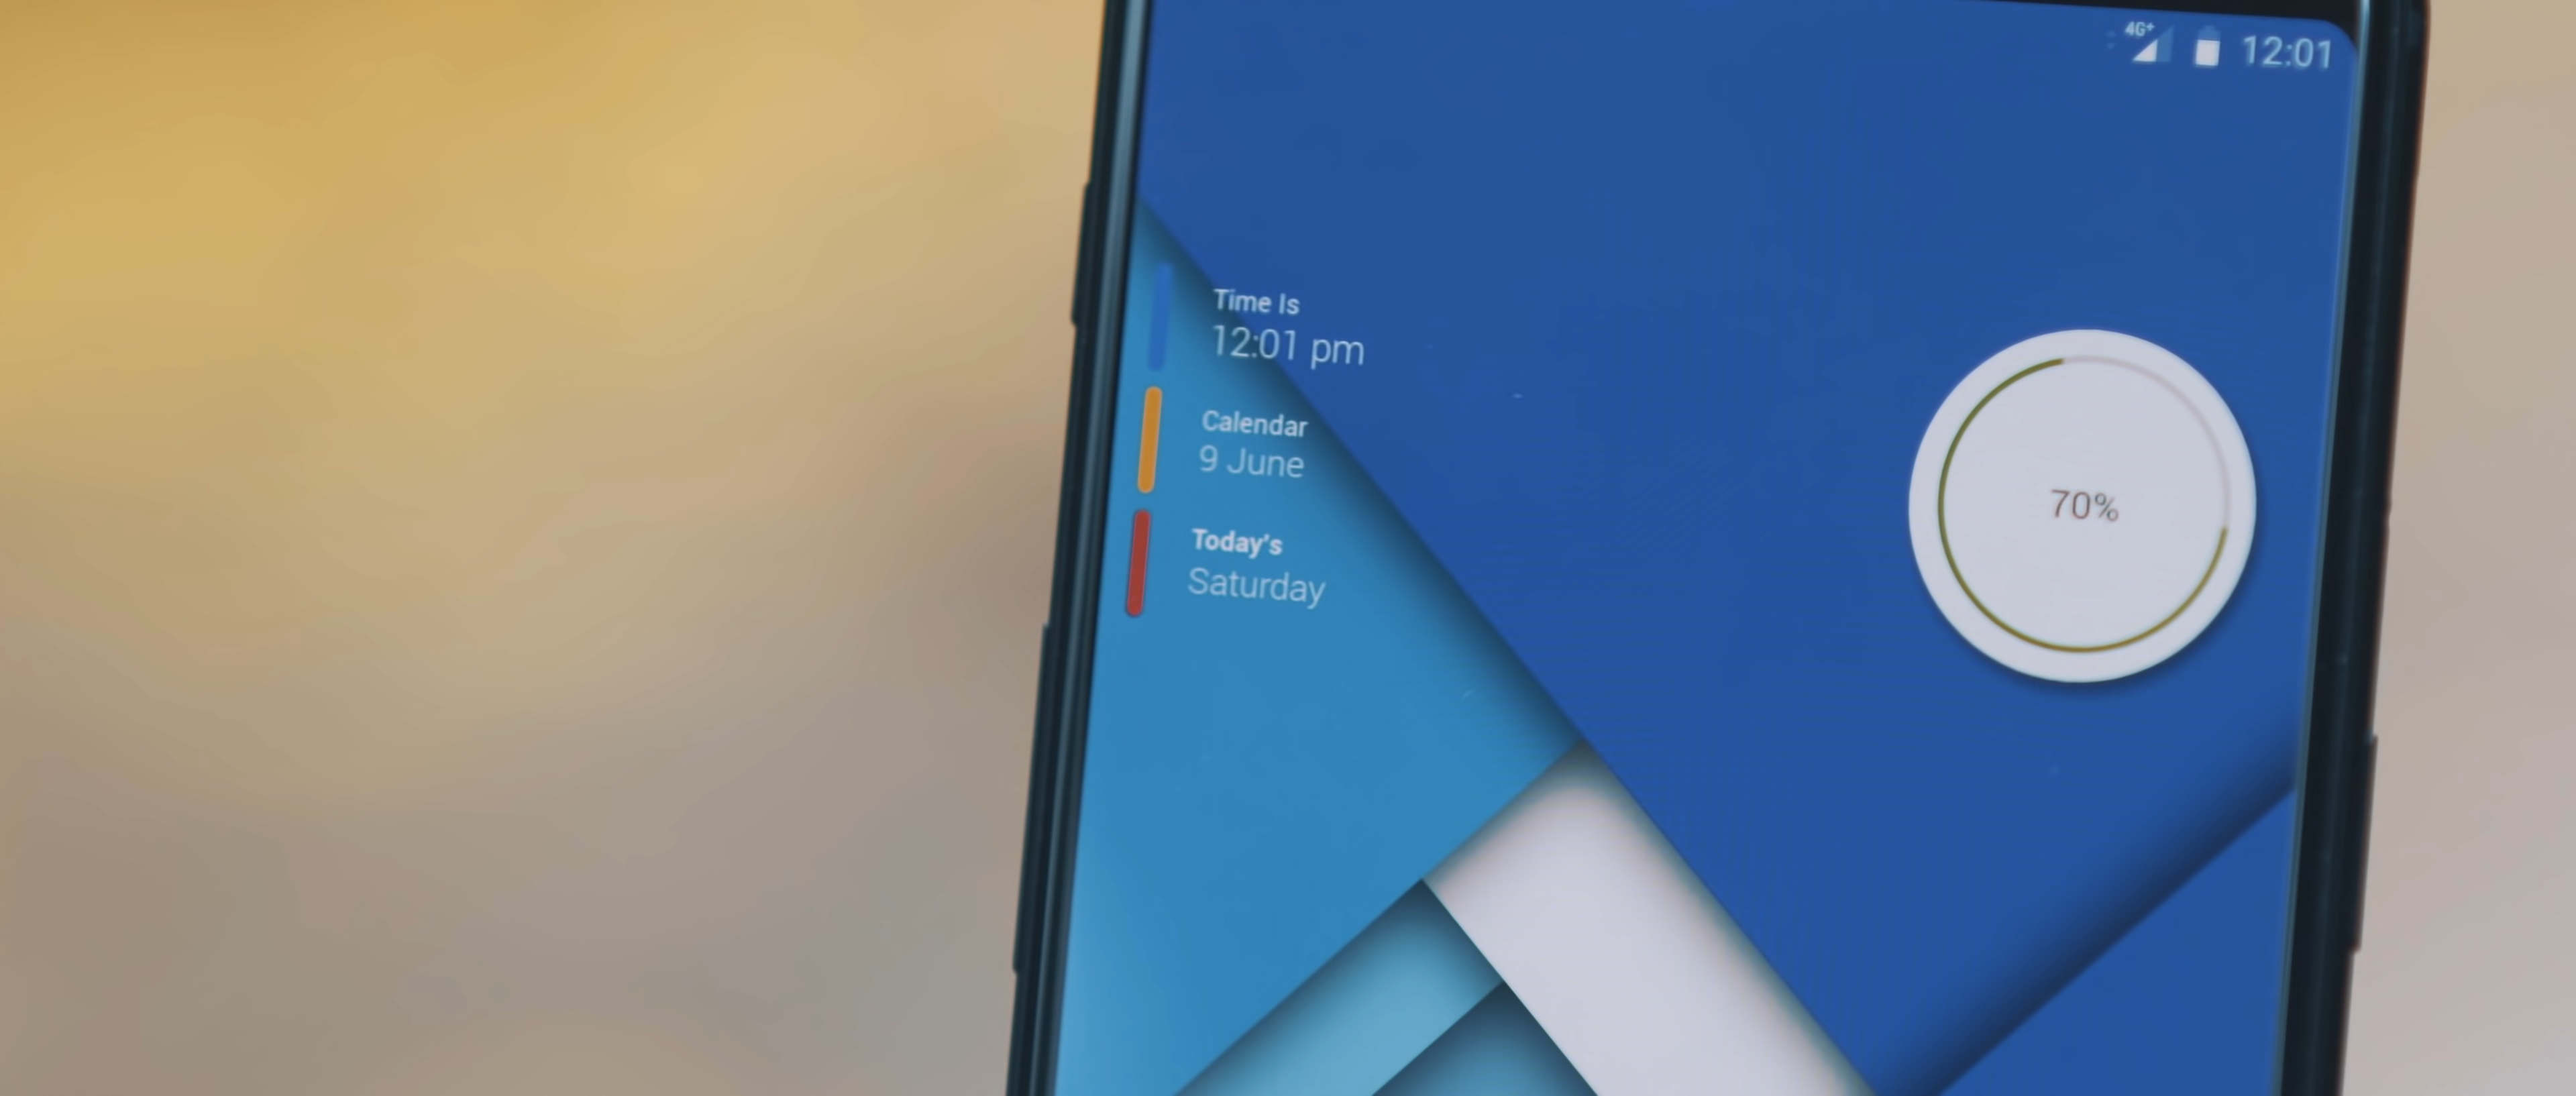 4G+ 12:01
Time Is
12:01 pm
Calendar
9 June
Today's
Saturday
70%